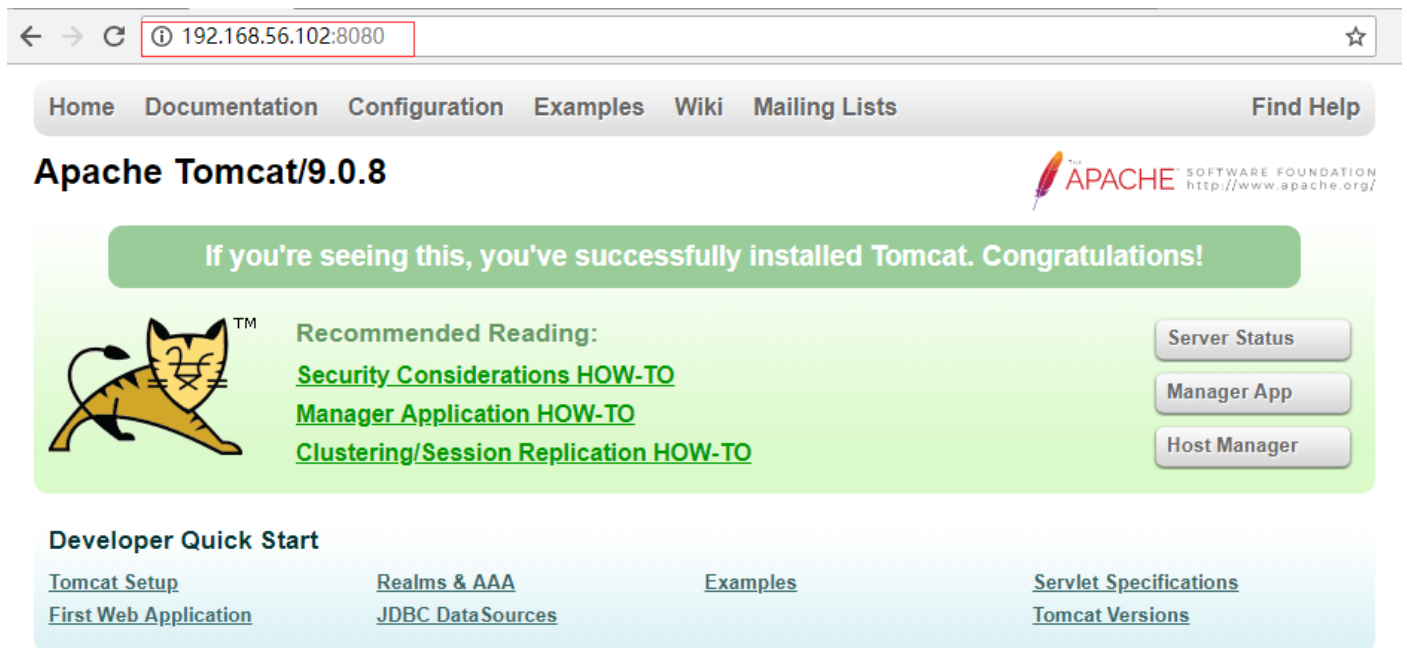 192.168.56.102:8080
Home Documentation Configuration Examples Wiki Mailing Lists Find Help
Apache Tomcat/9.0.8
THE APACHE SOFTWARE FOUNDATION
http://www.apache.org/
If you're seeing this, you've successfully installed Tomcat. Congratulations!
TM
Recommended Reading:
Security Considerations HOW-TO
Manager Application HOW-TO
Clustering/Session Replication HOW-TO
Server Status
Manager App
Host Manager
Developer Quick Start
Tomcat Setup Realms & AAA Examples Servlet Specifications
First Web Application JDBC DataSources Tomcat Versions